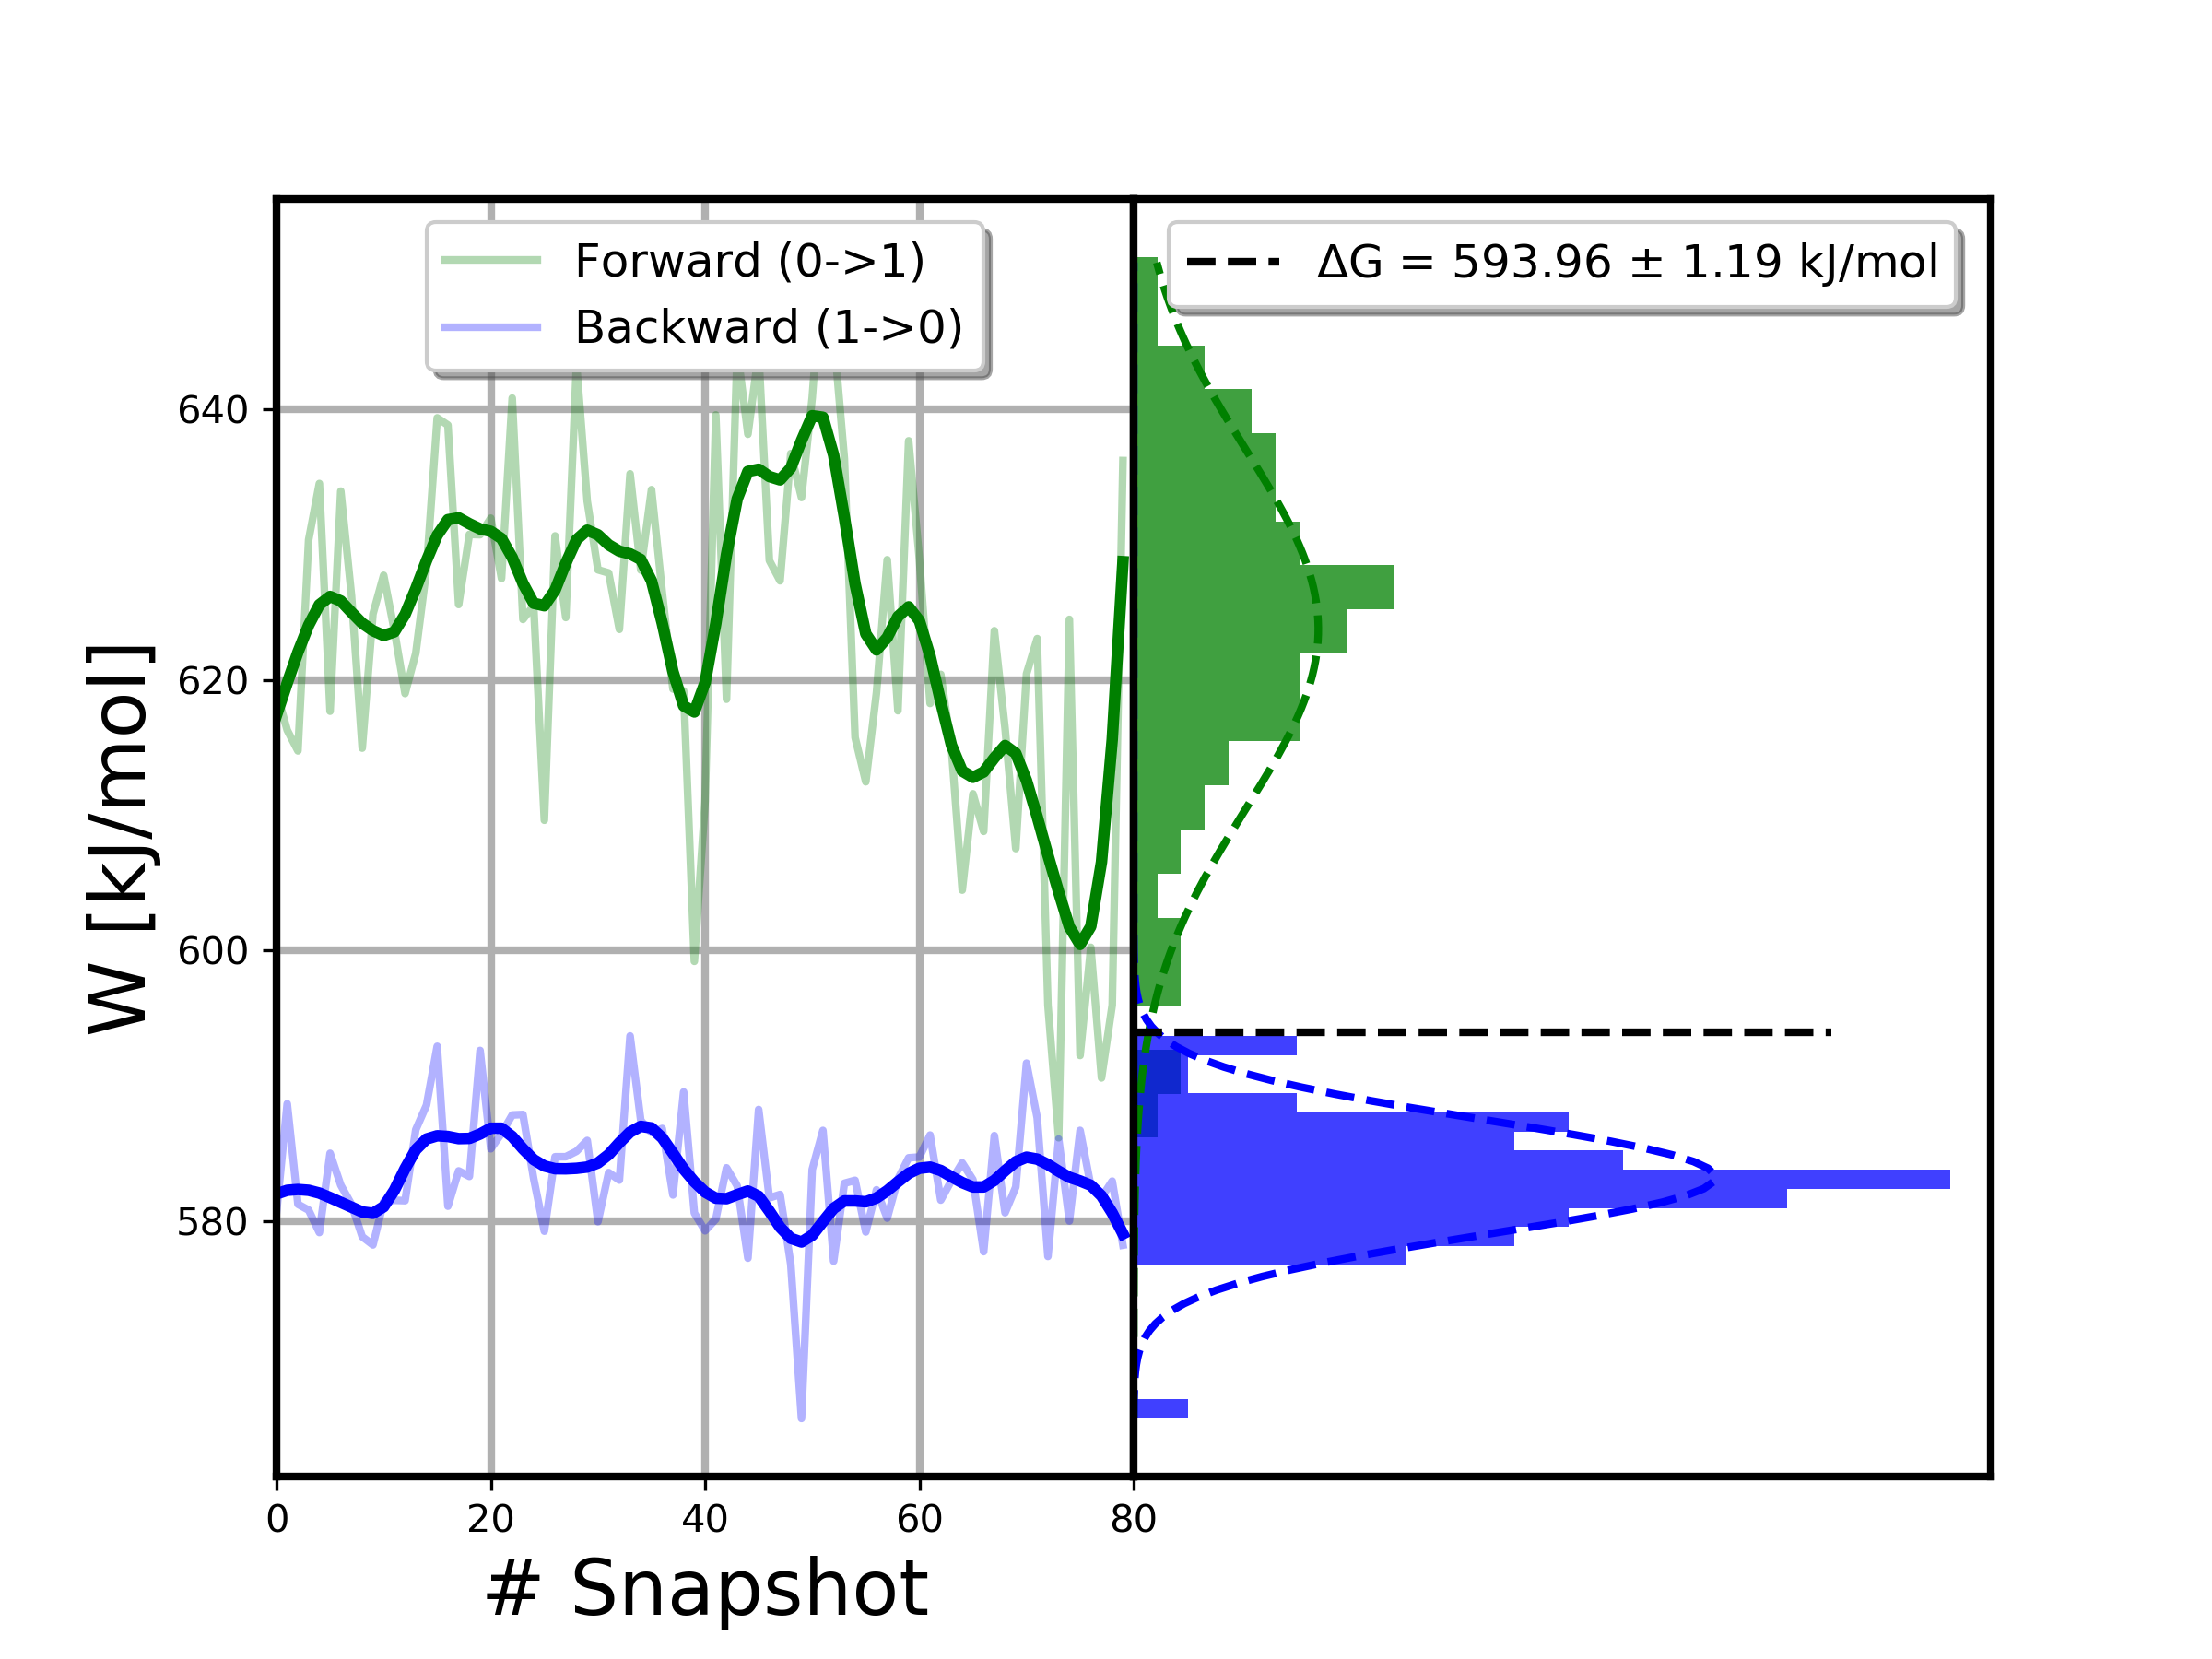 Forward (0->1)
Backward (1->0)
ΔG = 593.96 ± 1.19 kJ/mol
W [kJ/mol]
640
620
600
580
0 20 40 60 80
# Snapshot